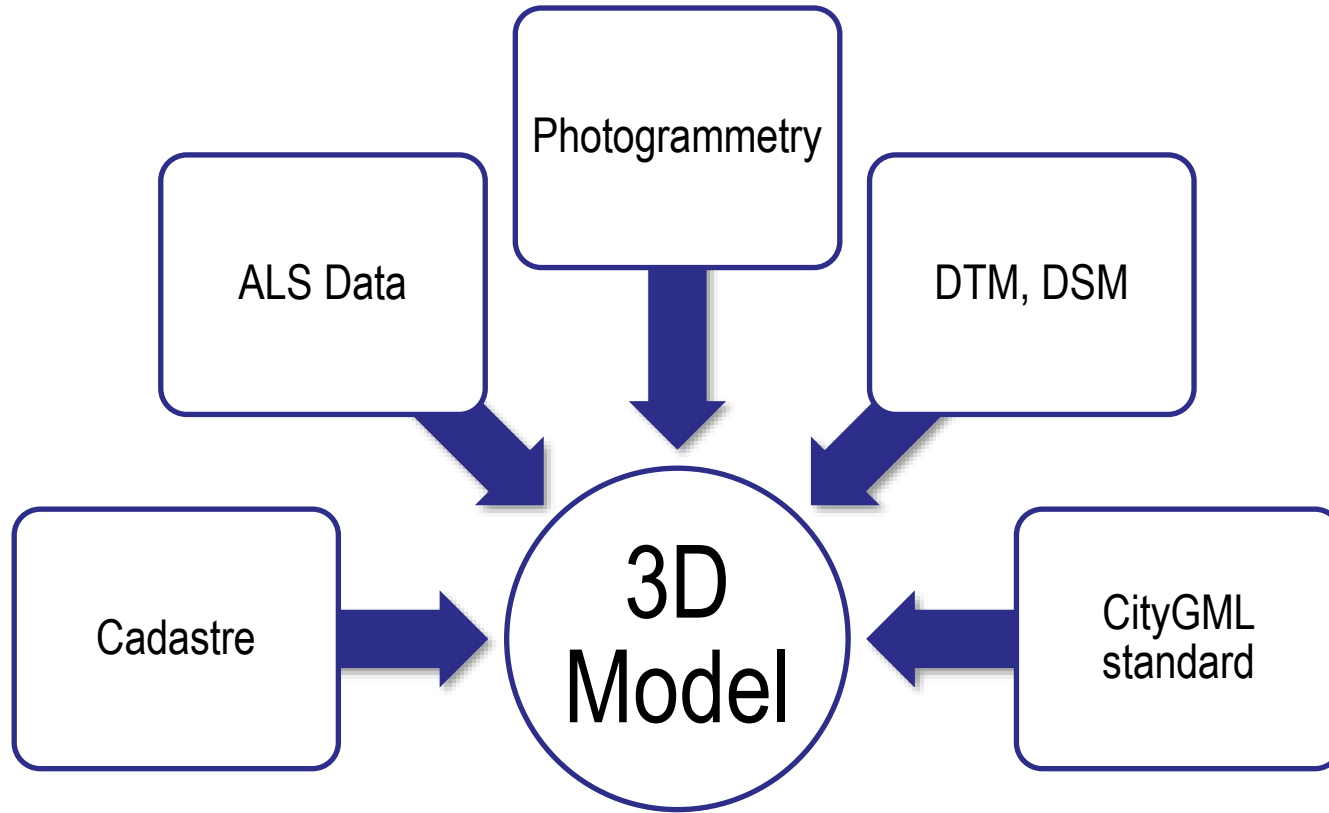 Photogrammetry
ALS Data
DTM, DSM
Cadastre
3D
Model
CityGML
standard